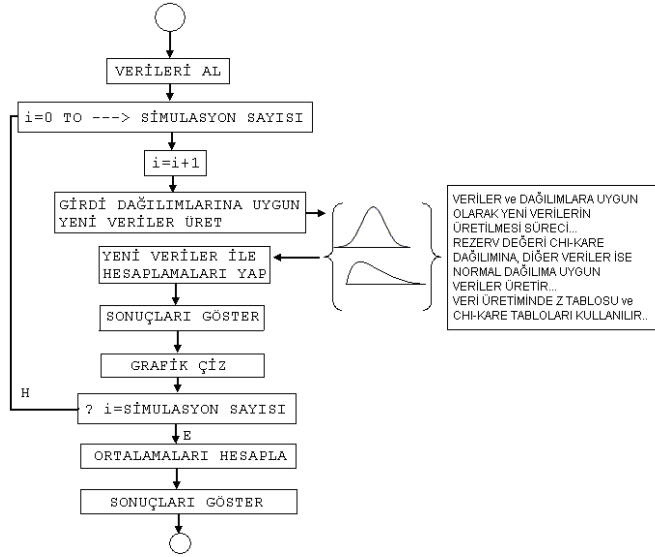 VERİLERİ AL
i=0 TO ---> SİMULASYON SAYISI
i=i+1
GİRDİ DAĞILIMLARINA UYGUN
YENİ VERİLER ÜRET
YENİ VERİLER İLE
HESAPLAMALARI YAP
SONUÇLARI GÖSTER
GRAFİK ÇİZ
H
? i=SİMULASYON SAYISI
E
ORTALAMALARI HESAPLA
SONUÇLARI GÖSTER
VERİLER ve DAĞILIMLARA UYGUN
OLARAK YENİ VERİLERİN
ÜRETİLMESİ SÜRECİ...
REZERV DEĞERİ CHI-KARE
DAĞILIMINA, DİĞER VERİLER İSE
NORMAL DAĞILIMA UYGUN
VERİLER ÜRETİR...
VERİ ÜRETİMİNDE Z TABLOSU ve
CHI-KARE TABLOLARI KULLANILIR..